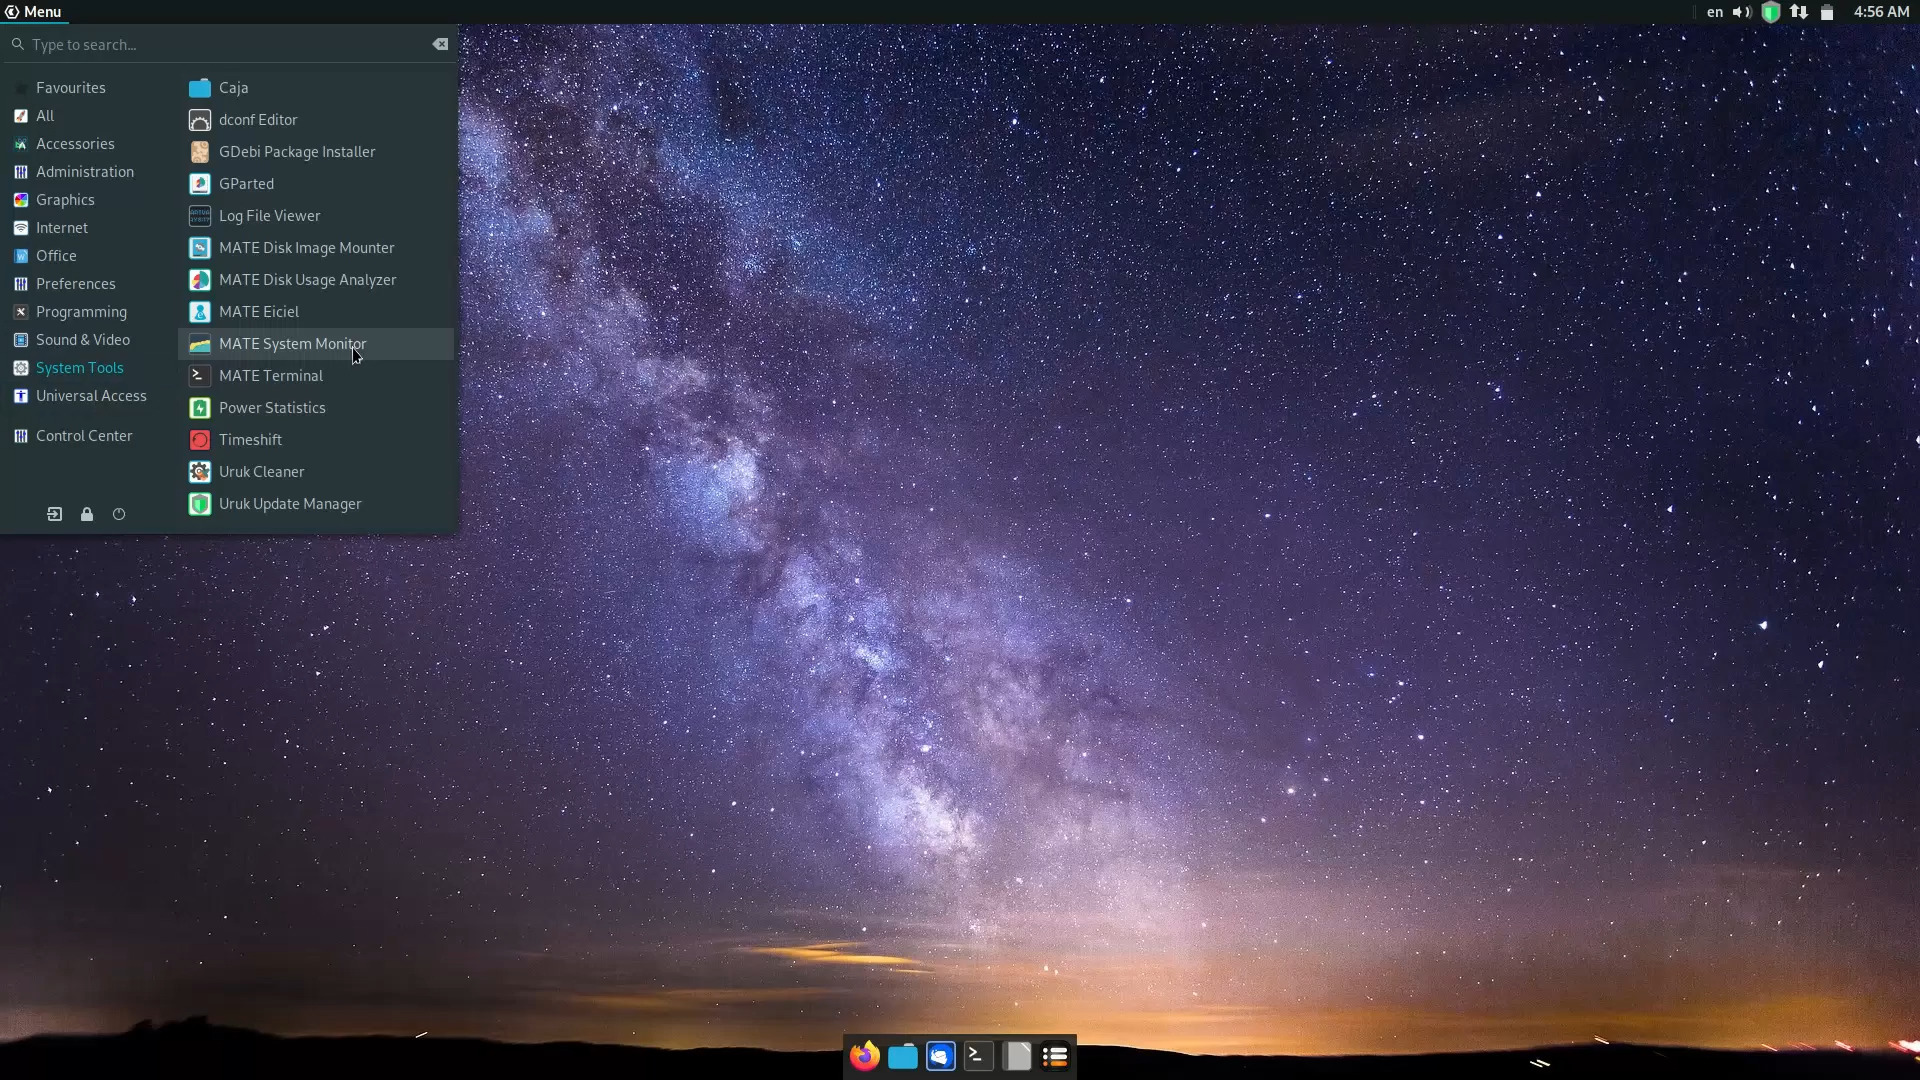 Menu
en
4:56 AM
Type to search...
Favourites
All
Accessories
Administration
Graphics
Internet
Office
Preferences
Programming
Sound & Video
System Tools
Universal Access
Control Center
Caja
dconf Editor
GDebi Package Installer
GParted
Log File Viewer
MATE Disk Image Mounter
MATE Disk Usage Analyzer
MATE Eiciel
MATE System Monitor
MATE Terminal
Power Statistics
Timeshift
Uruk Cleaner
Uruk Update Manager